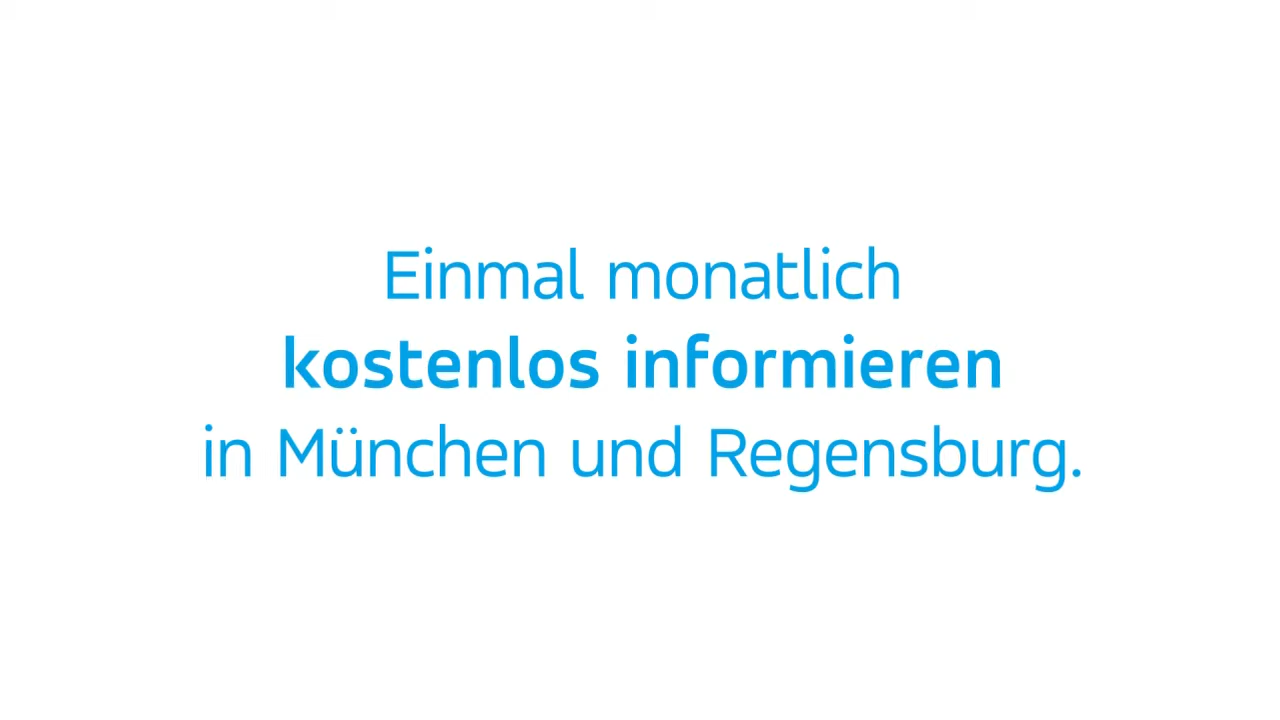 Einmal monatlich
kostenlos informieren
in München und Regensburg.